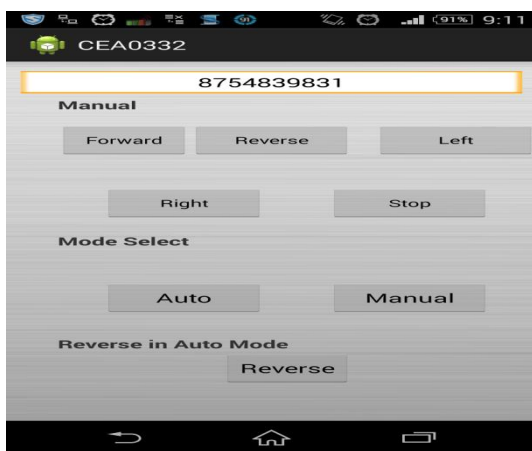 91% 9:11
CEA0332
8754839831
Manual
Forward Reverse Left
Right Stop
Mode Select
Auto Manual
Reverse in Auto Mode
Reverse